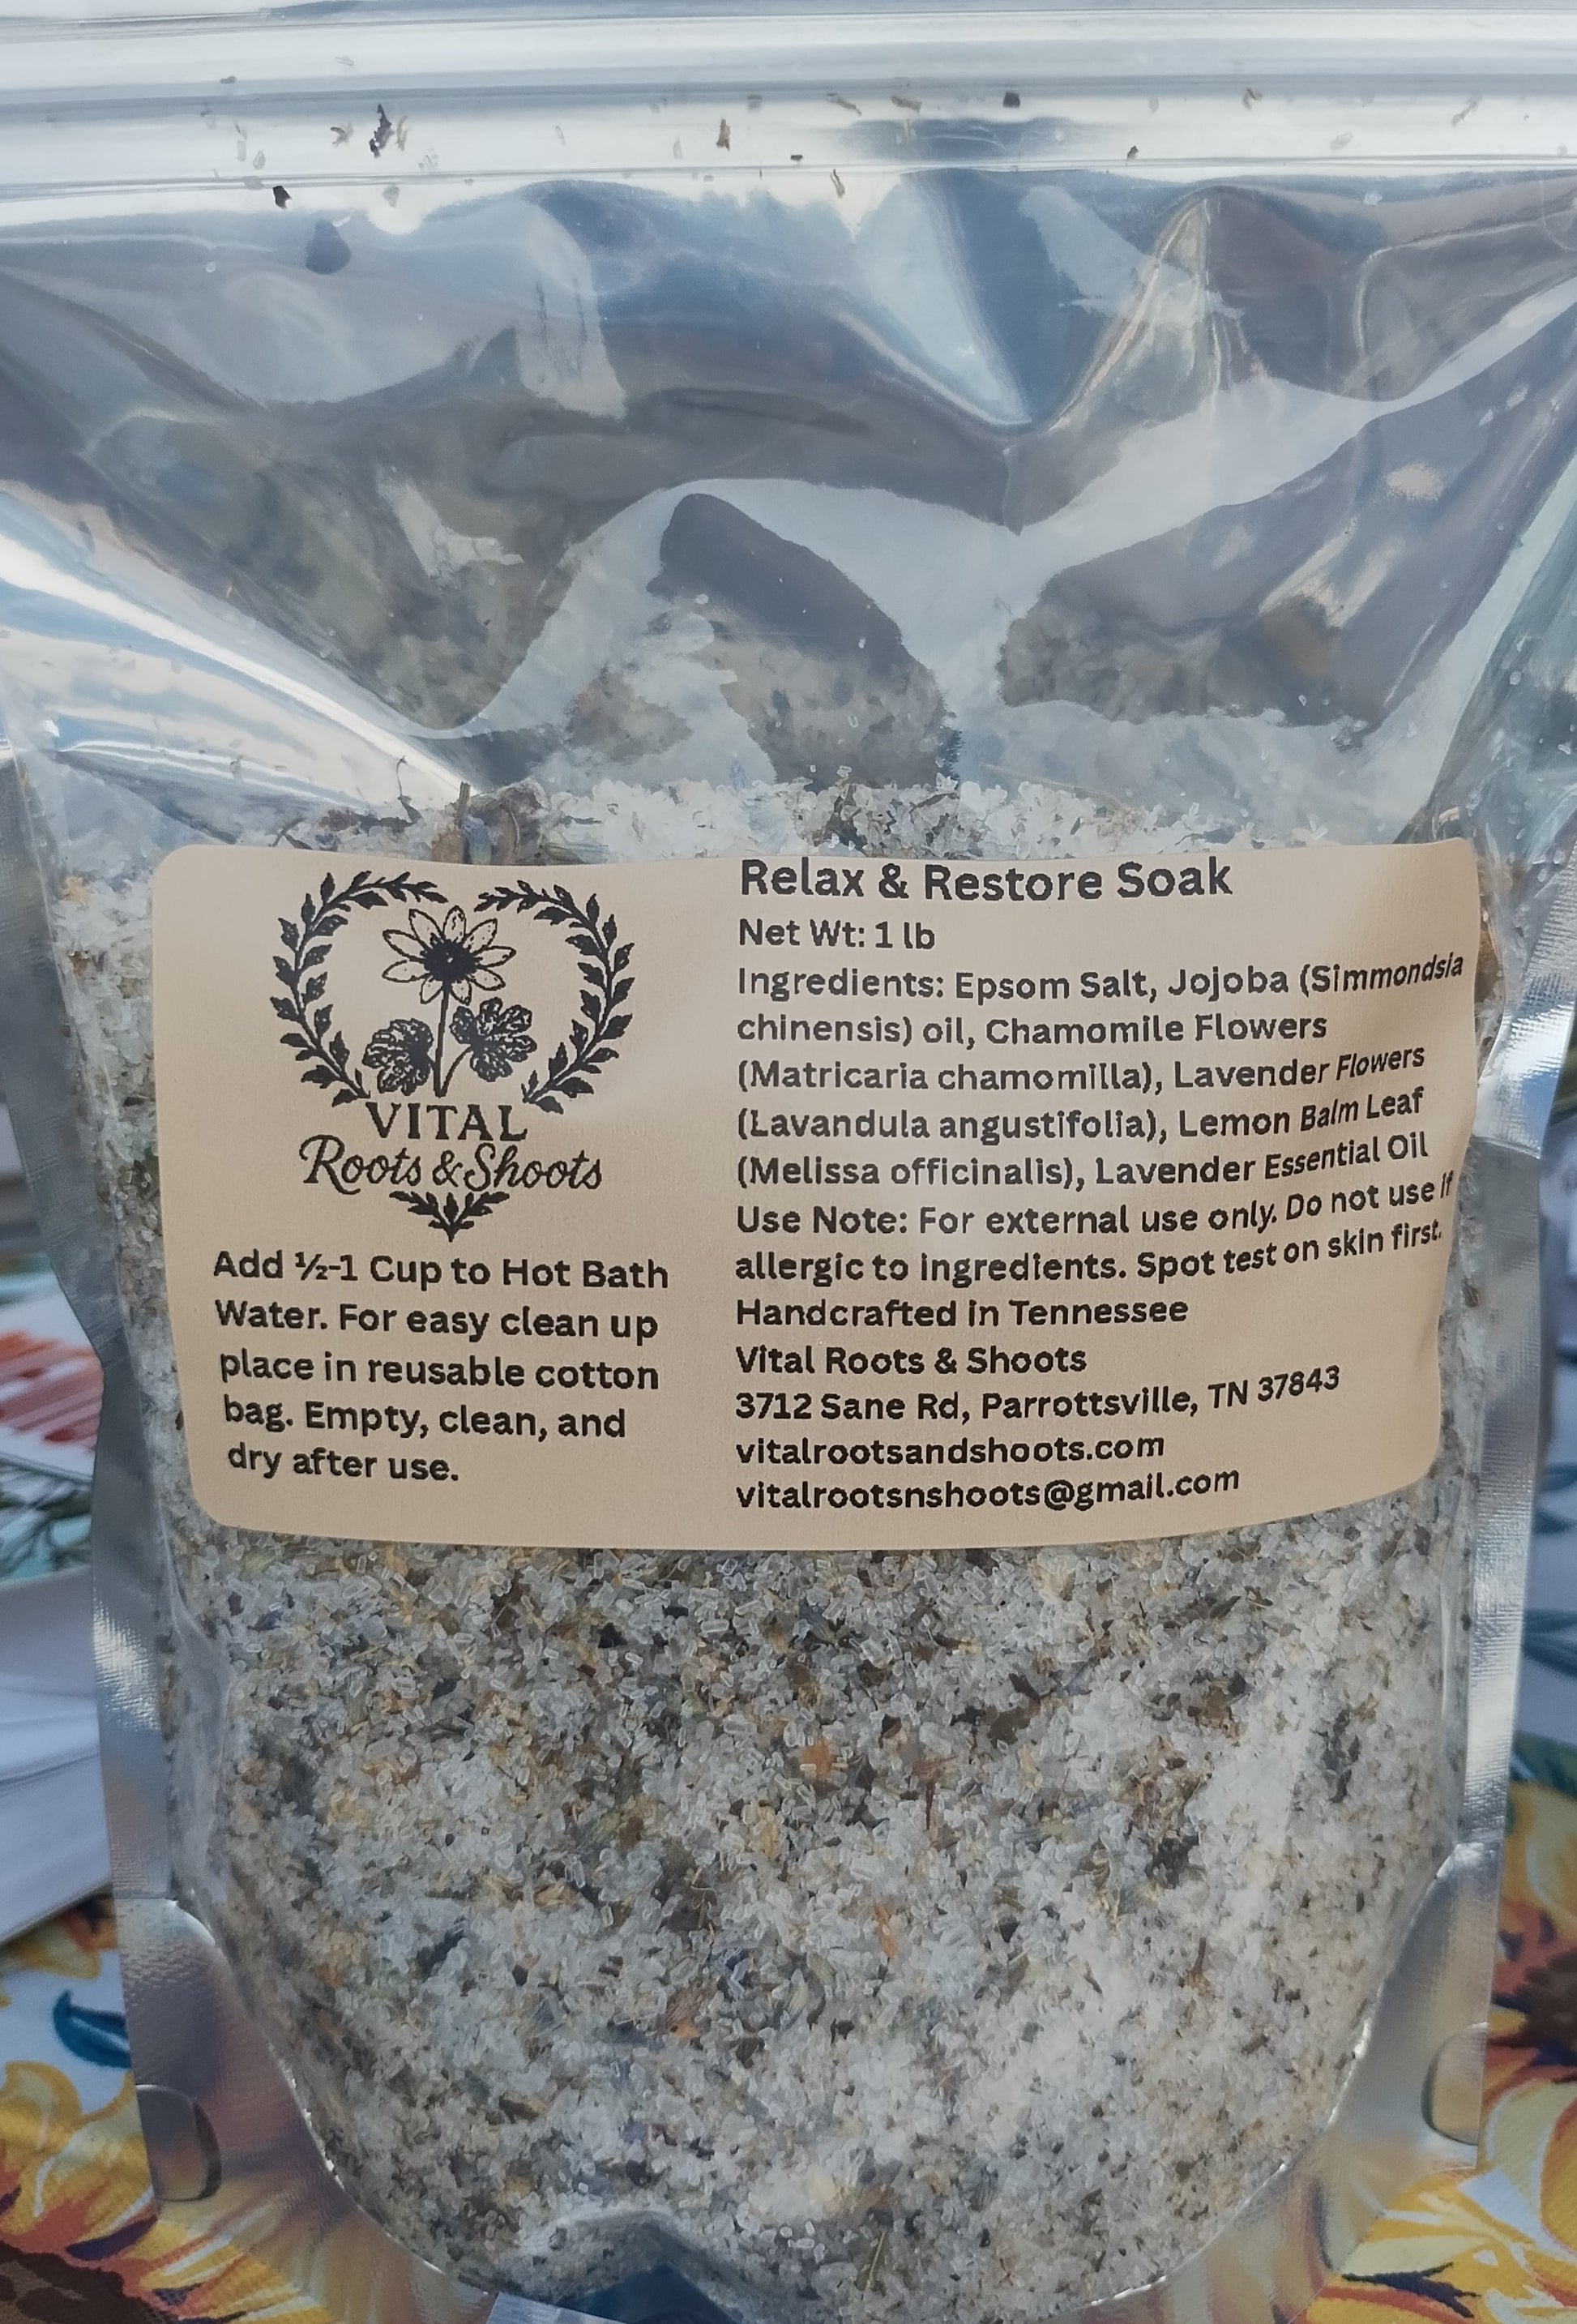 VITAL
Roots & Shoots
Add ½-1 Cup to Hot Bath
Water. For easy clean up
place in reusable cotton
bag. Empty, clean, and
dry after use.
Relax & Restore Soak
Net Wt: 1 lb
Ingredients: Epsom Salt, Jojoba (Simmondsia
chinensis) oil, Chamomile Flowers
(Matricaria chamomilla), Lavender Flowers
(Lavandula angustifolia), Lemon Balm Leaf
(Melissa officinalis), Lavender Essential Oil
Use Note: For external use only. Do not use if
allergic to ingredients. Spot test on skin first.
Handcrafted in Tennessee
Vital Roots & Shoots
3712 Sane Rd, Parrottsville, TN 37843
vitalrootsandshoots.com
vitalrootsnshoots@gmail.com